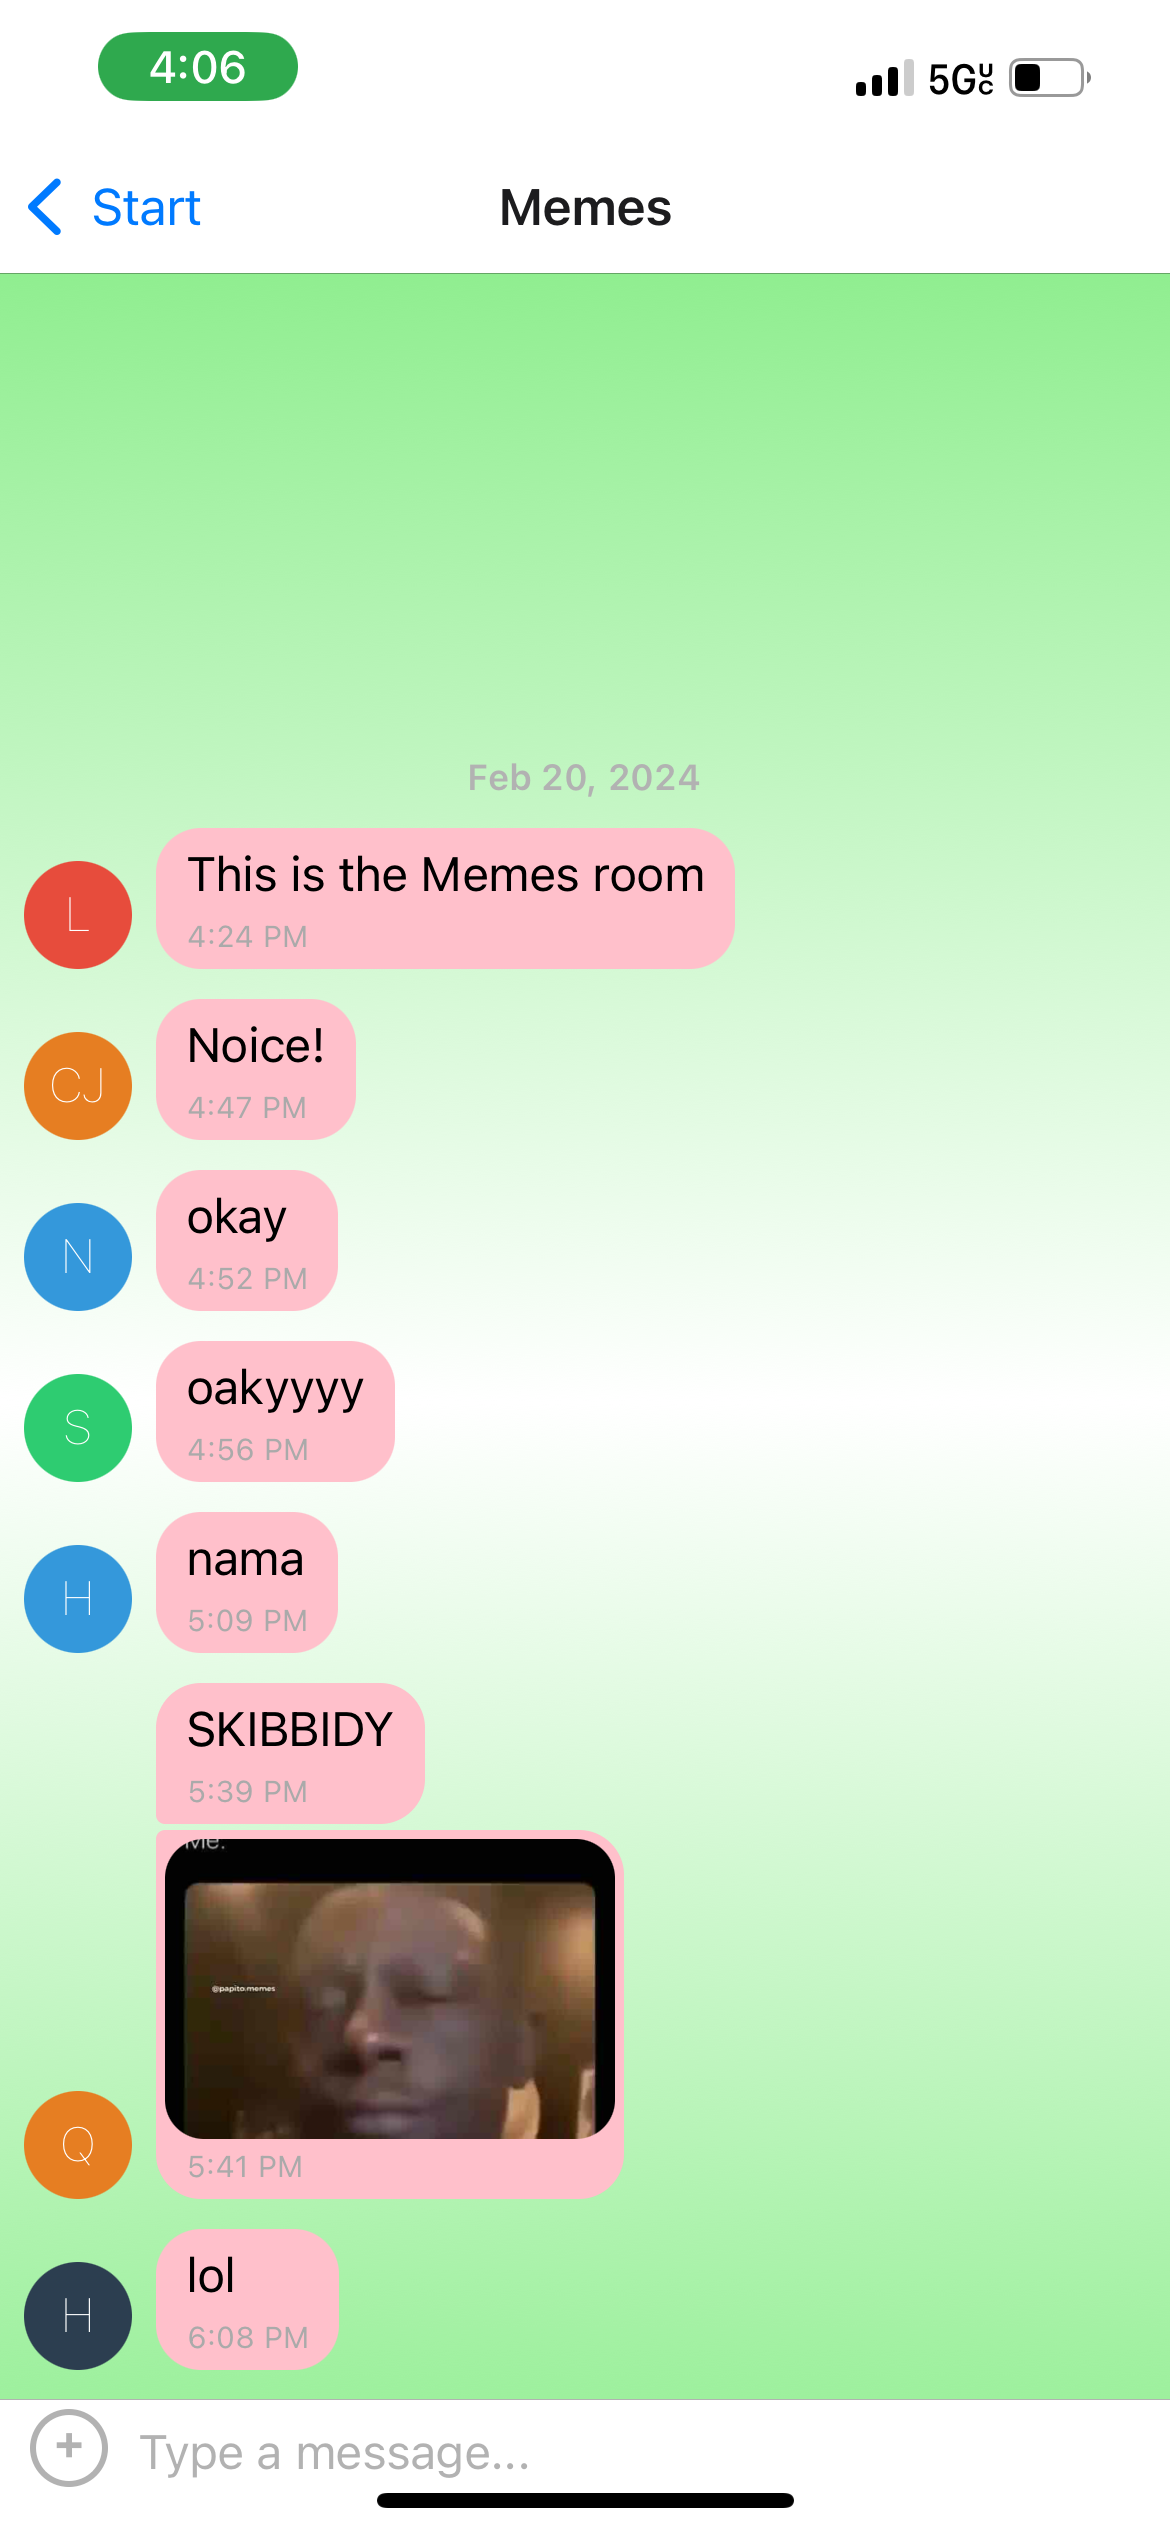 4:06
5G UC
Start
Memes
Feb 20, 2024
L
This is the Memes room
4:24 PM
CJ
Noice!
4:47 PM
N
okay
4:52 PM
S
oakyyyy
4:56 PM
H
nama
5:09 PM
SKIBBIDY
5:39 PM
Me:
@papito.memes
Q
5:41 PM
H
lol
6:08 PM
+
Type a message...